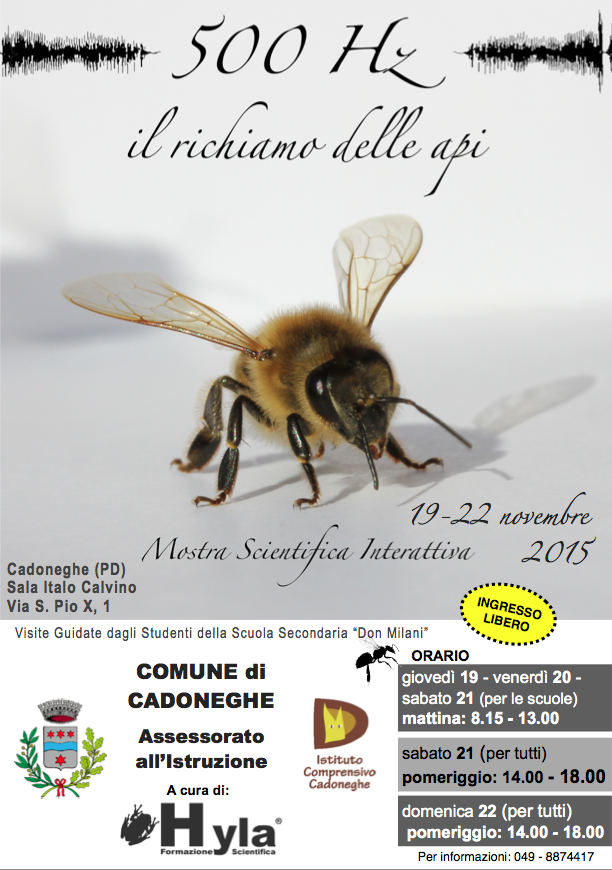 500 Hz
il richiamo delle api
19-22 novembre
2015
Mostra Scientifica Interattiva
Cadoneghe (PD)
Sala Italo Calvino
Via S. Pio X, 1
INGRESSO
LIBERO
Visite Guidate dagli Studenti della Scuola Secondaria “Don Milani”
COMUNE di
CADONEGHE
Assessorato
all’Istruzione
A cura di:
Hyla®
Formazione Scientifica
Istituto
Comprensivo
Cadoneghe
ORARIO
giovedì 19 - venerdì 20 -
sabato 21 (per le scuole)
mattina: 8.15 - 13.00
sabato 21 (per tutti)
pomeriggio: 14.00 - 18.00
domenica 22 (per tutti)
pomeriggio: 14.00 - 18.00
Per informazioni: 049 - 8874417